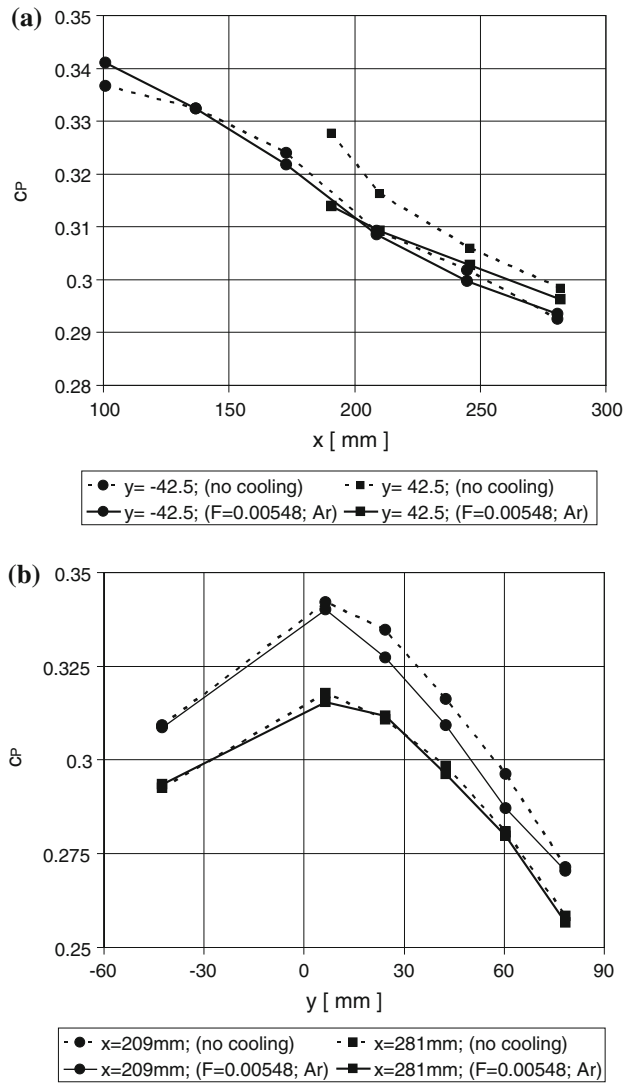 (a)
0.35
0.34
0.33
0.32
0.31
0.3
0.29
0.28
cP
100 150 200 250 300
x [ mm ]
y= -42.5; (no cooling) y= 42.5; (no cooling)
y= -42.5; (F=0.00548; Ar) y= 42.5; (F=0.00548; Ar)
(b)
0.35
0.325
0.3
0.275
0.25
cP
-60 -30 0 30 60 90
y [ mm ]
x=209mm; (no cooling) x=281mm; (no cooling)
x=209mm; (F=0.00548; Ar) x=281mm; (F=0.00548; Ar)